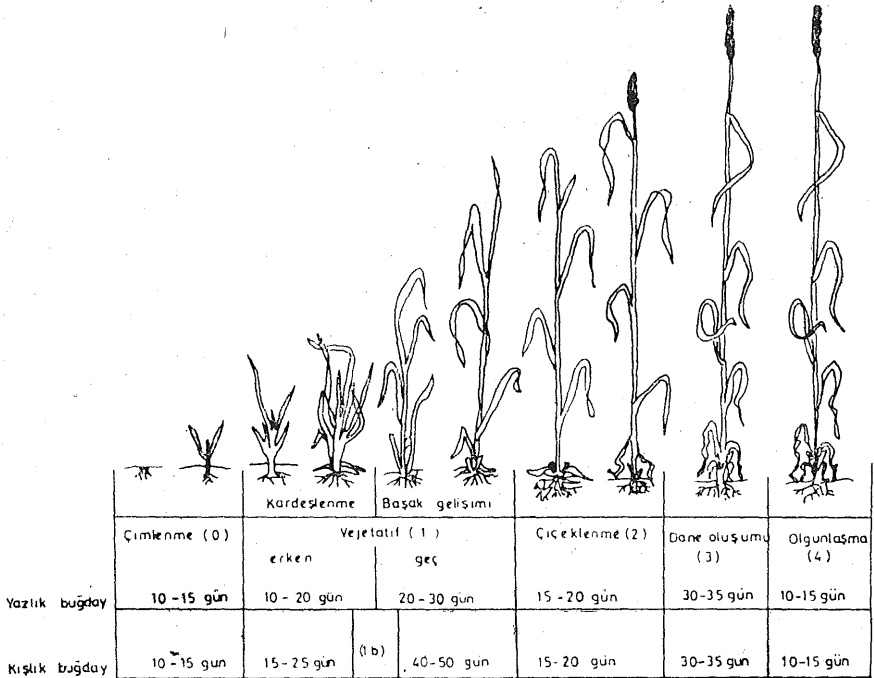 Kardeşlenme Başak gelişimi
Çimlenme (0) Vejetatif (1) Çiçeklenme (2) Dane oluşumu Olgunlaşma
erken geç (3) (4)
Yazlık buğday 10-15 gün 10-20 gün 20-30 gün 15-20 gün 30-35 gün 10-15 gün
Kışlık buğday 10-15 gün 15-25 gün (1b) 40-50 gün 15-20 gün 30-35 gün 10-15 gün